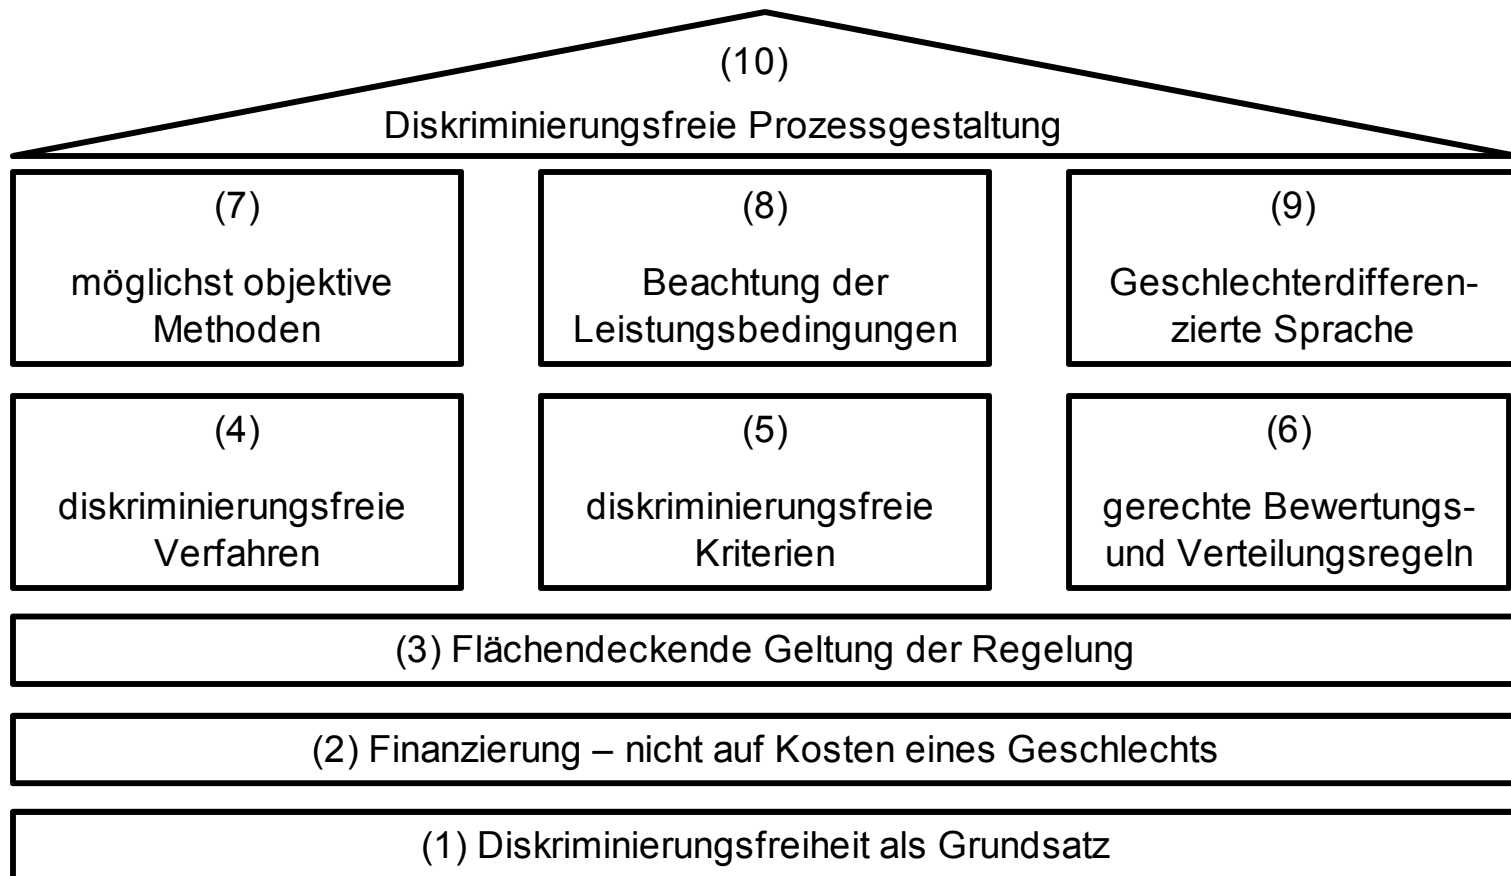 (10)
Diskriminierungsfreie Prozessgestaltung
(7)
möglichst objektive
Methoden
(8)
Beachtung der
Leistungsbedingungen
(9)
Geschlechterdifferen-
zierte Sprache
(4)
diskriminierungsfreie
Verfahren
(5)
diskriminierungsfreie
Kriterien
(6)
gerechte Bewertungs-
und Verteilungsregeln
(3) Flächendeckende Geltung der Regelung
(2) Finanzierung – nicht auf Kosten eines Geschlechts
(1) Diskriminierungsfreiheit als Grundsatz